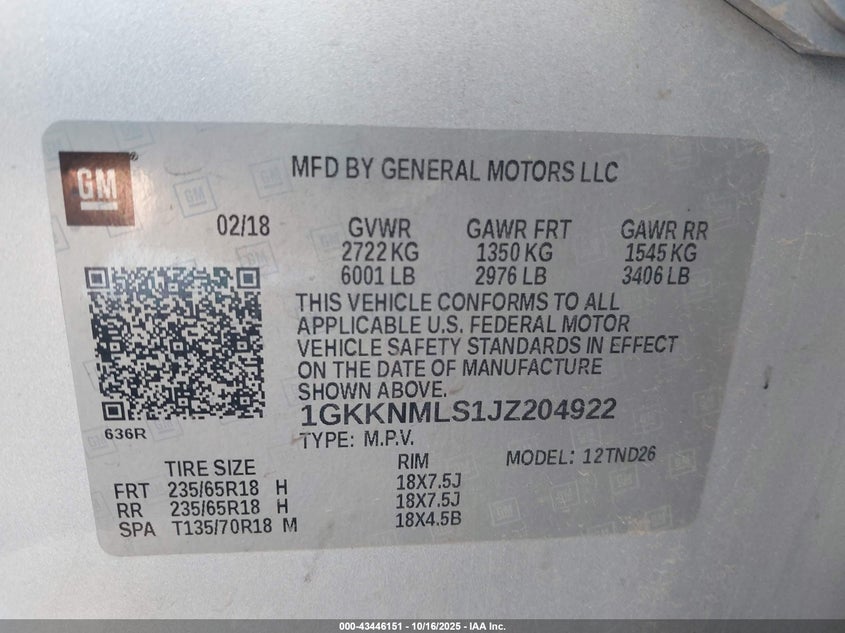 GM
MFD BY GENERAL MOTORS LLC
02/18
GVWR GAWR FRT GAWR RR
2722 KG 1350 KG 1545 KG
6001 LB 2976 LB 3406 LB
THIS VEHICLE CONFORMS TO ALL
APPLICABLE U.S. FEDERAL MOTOR
VEHICLE SAFETY STANDARDS IN EFFECT
ON THE DATE OF MANUFACTURE
SHOWN ABOVE.
1GKKNMLS1JZ204922
636R
TYPE: M.P.V.
MODEL: 12TND26
TIRE SIZE RIM
FRT 235/65R18 H 18X7.5J
RR 235/65R18 H 18X7.5J
SPA T135/70R18 M 18X4.5B
000-43446151 - 10/16/2025 - IAA Inc.